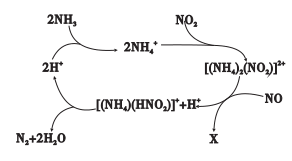 2NH₃ NO₂
2NH₄⁺
2H⁺ [(NH₄)₂(NO₂)]²⁺
[(NH₄)(HNO₂)]⁺+H⁺ NO
N₂+2H₂O X